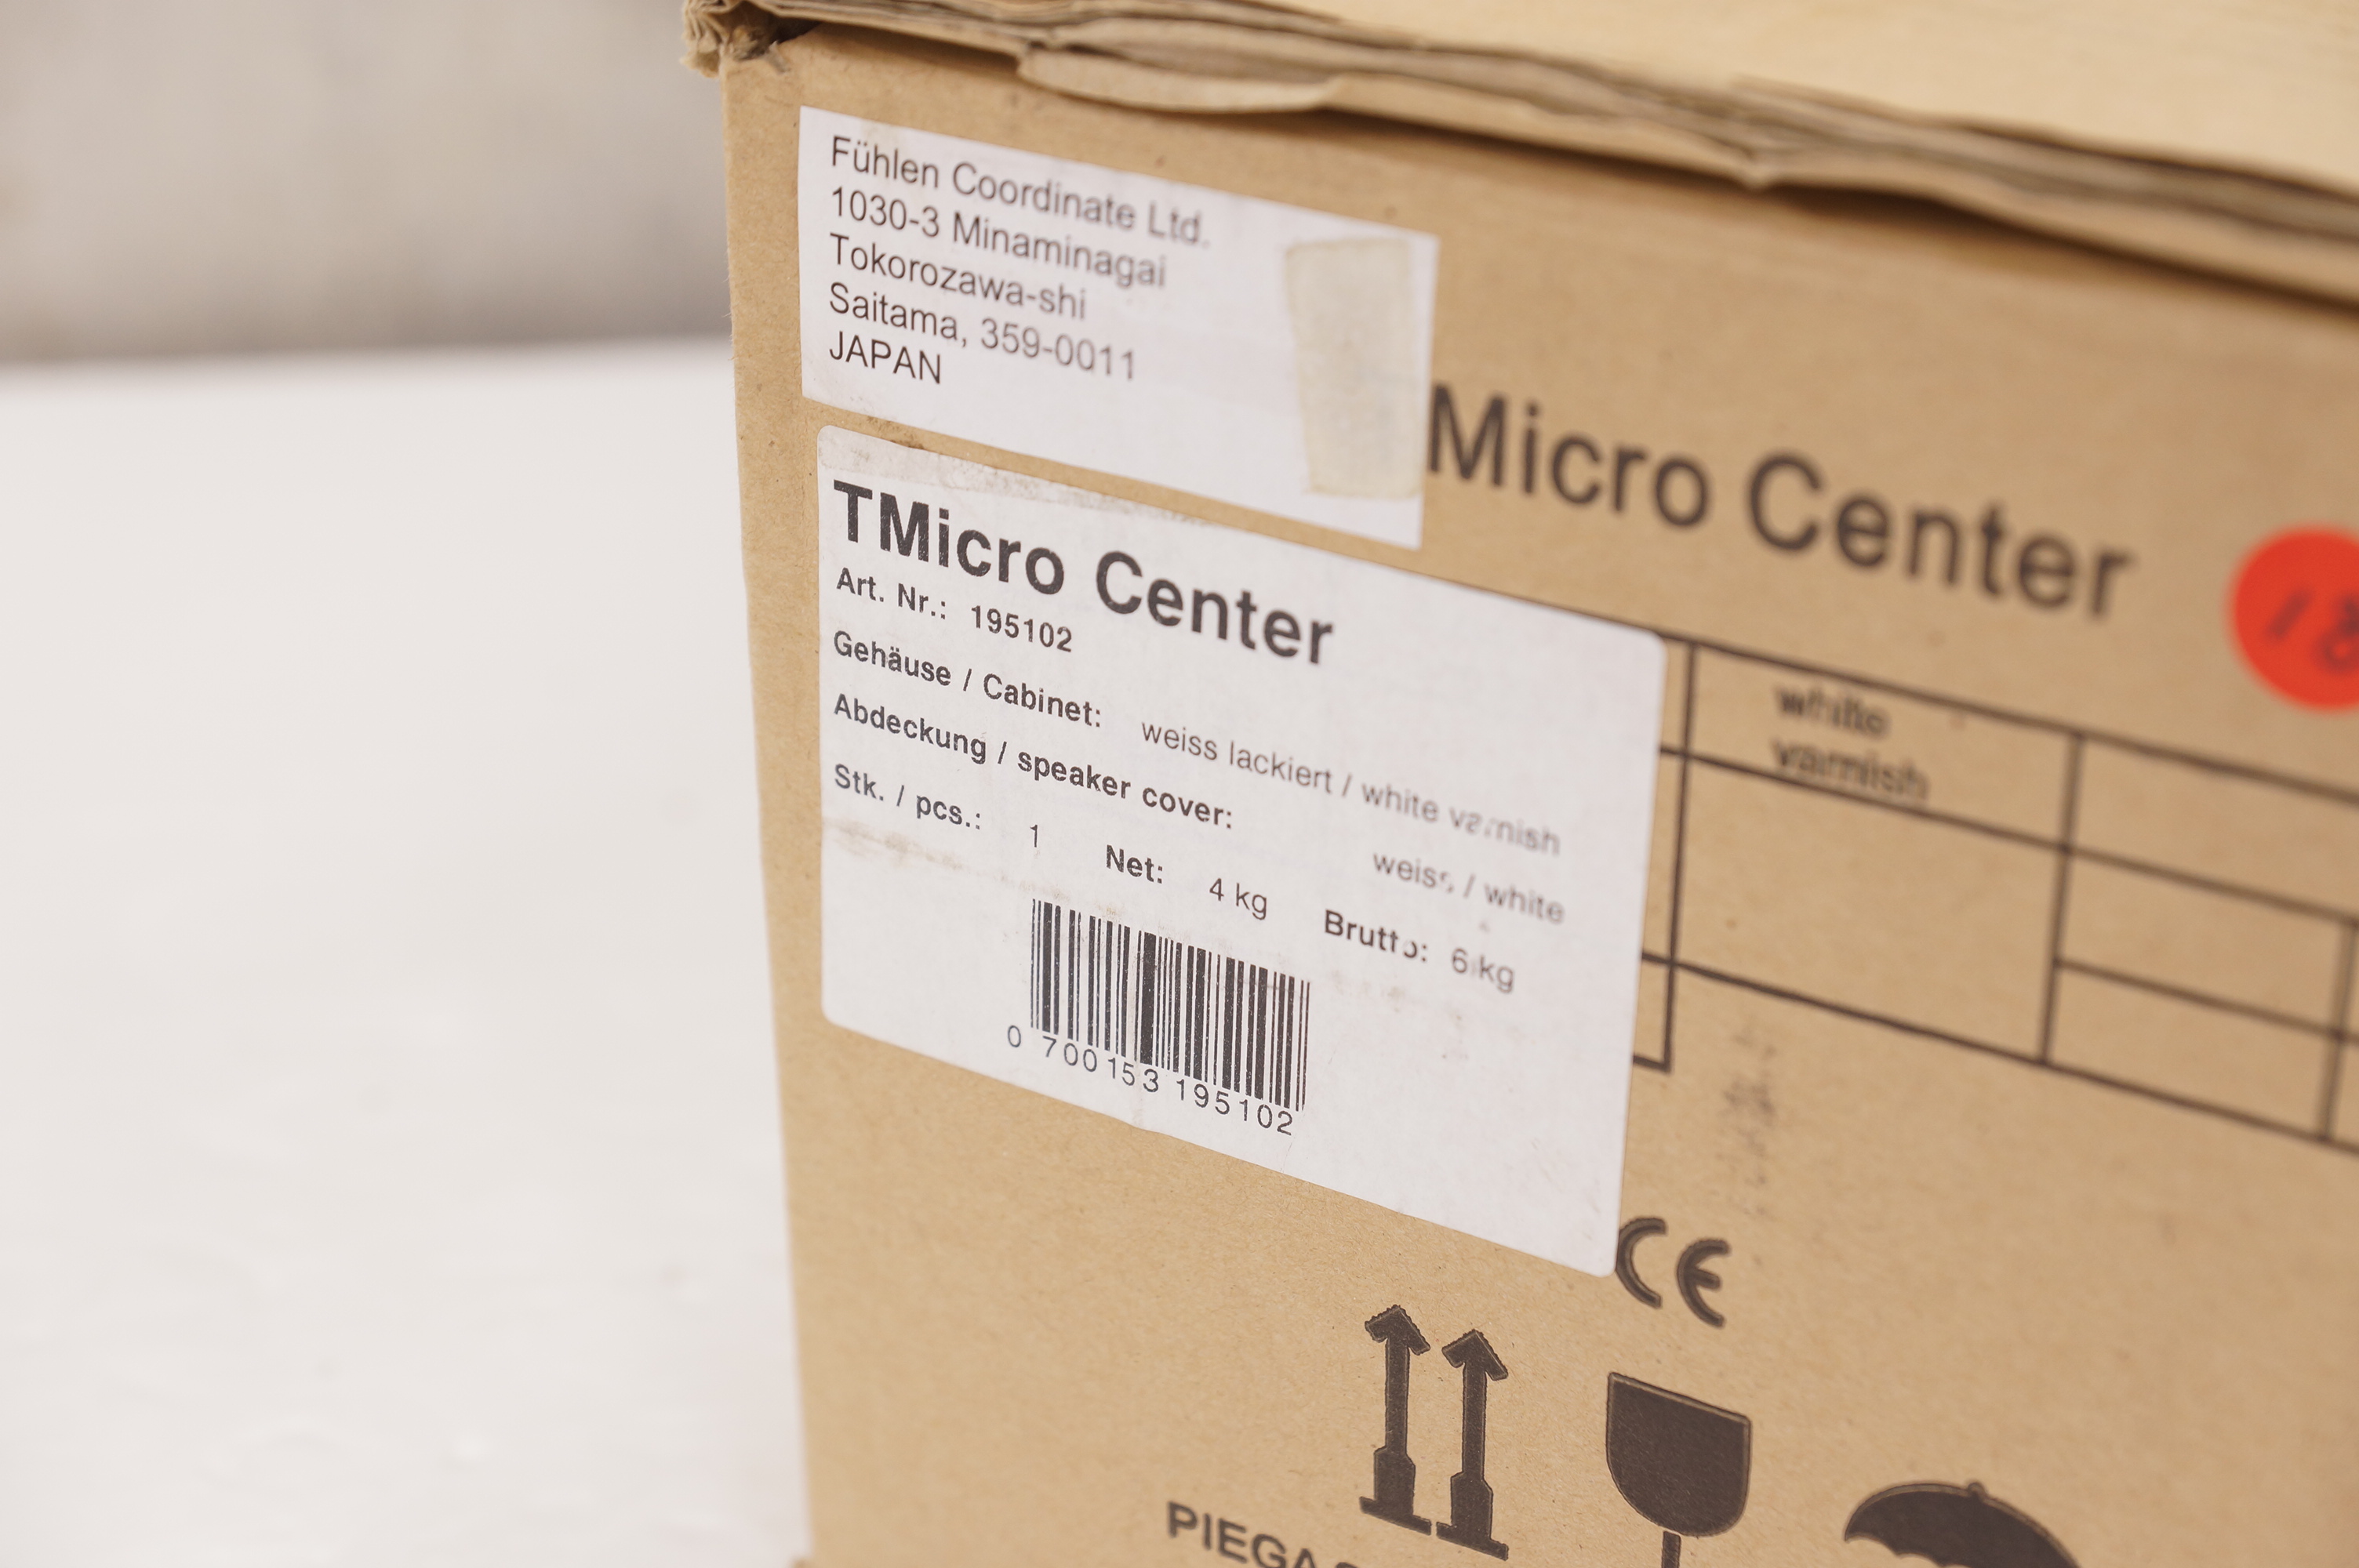 Fühlen Coordinate Ltd.
1030-3 Minaminagai
Tokorozawa-shi
Saitama, 359-0011
JAPAN
Micro Center
TMicro Center
Art. Nr.: 195102
Gehäuse / Cabinet: weiss lackiert / white varnish
Abdeckung / speaker cover: weiss / white
Stk. / pcs.: 1 Net: 4 kg Brutto: 6 kg
0 700153 195102
white
varnish
18
CE
PIEGA